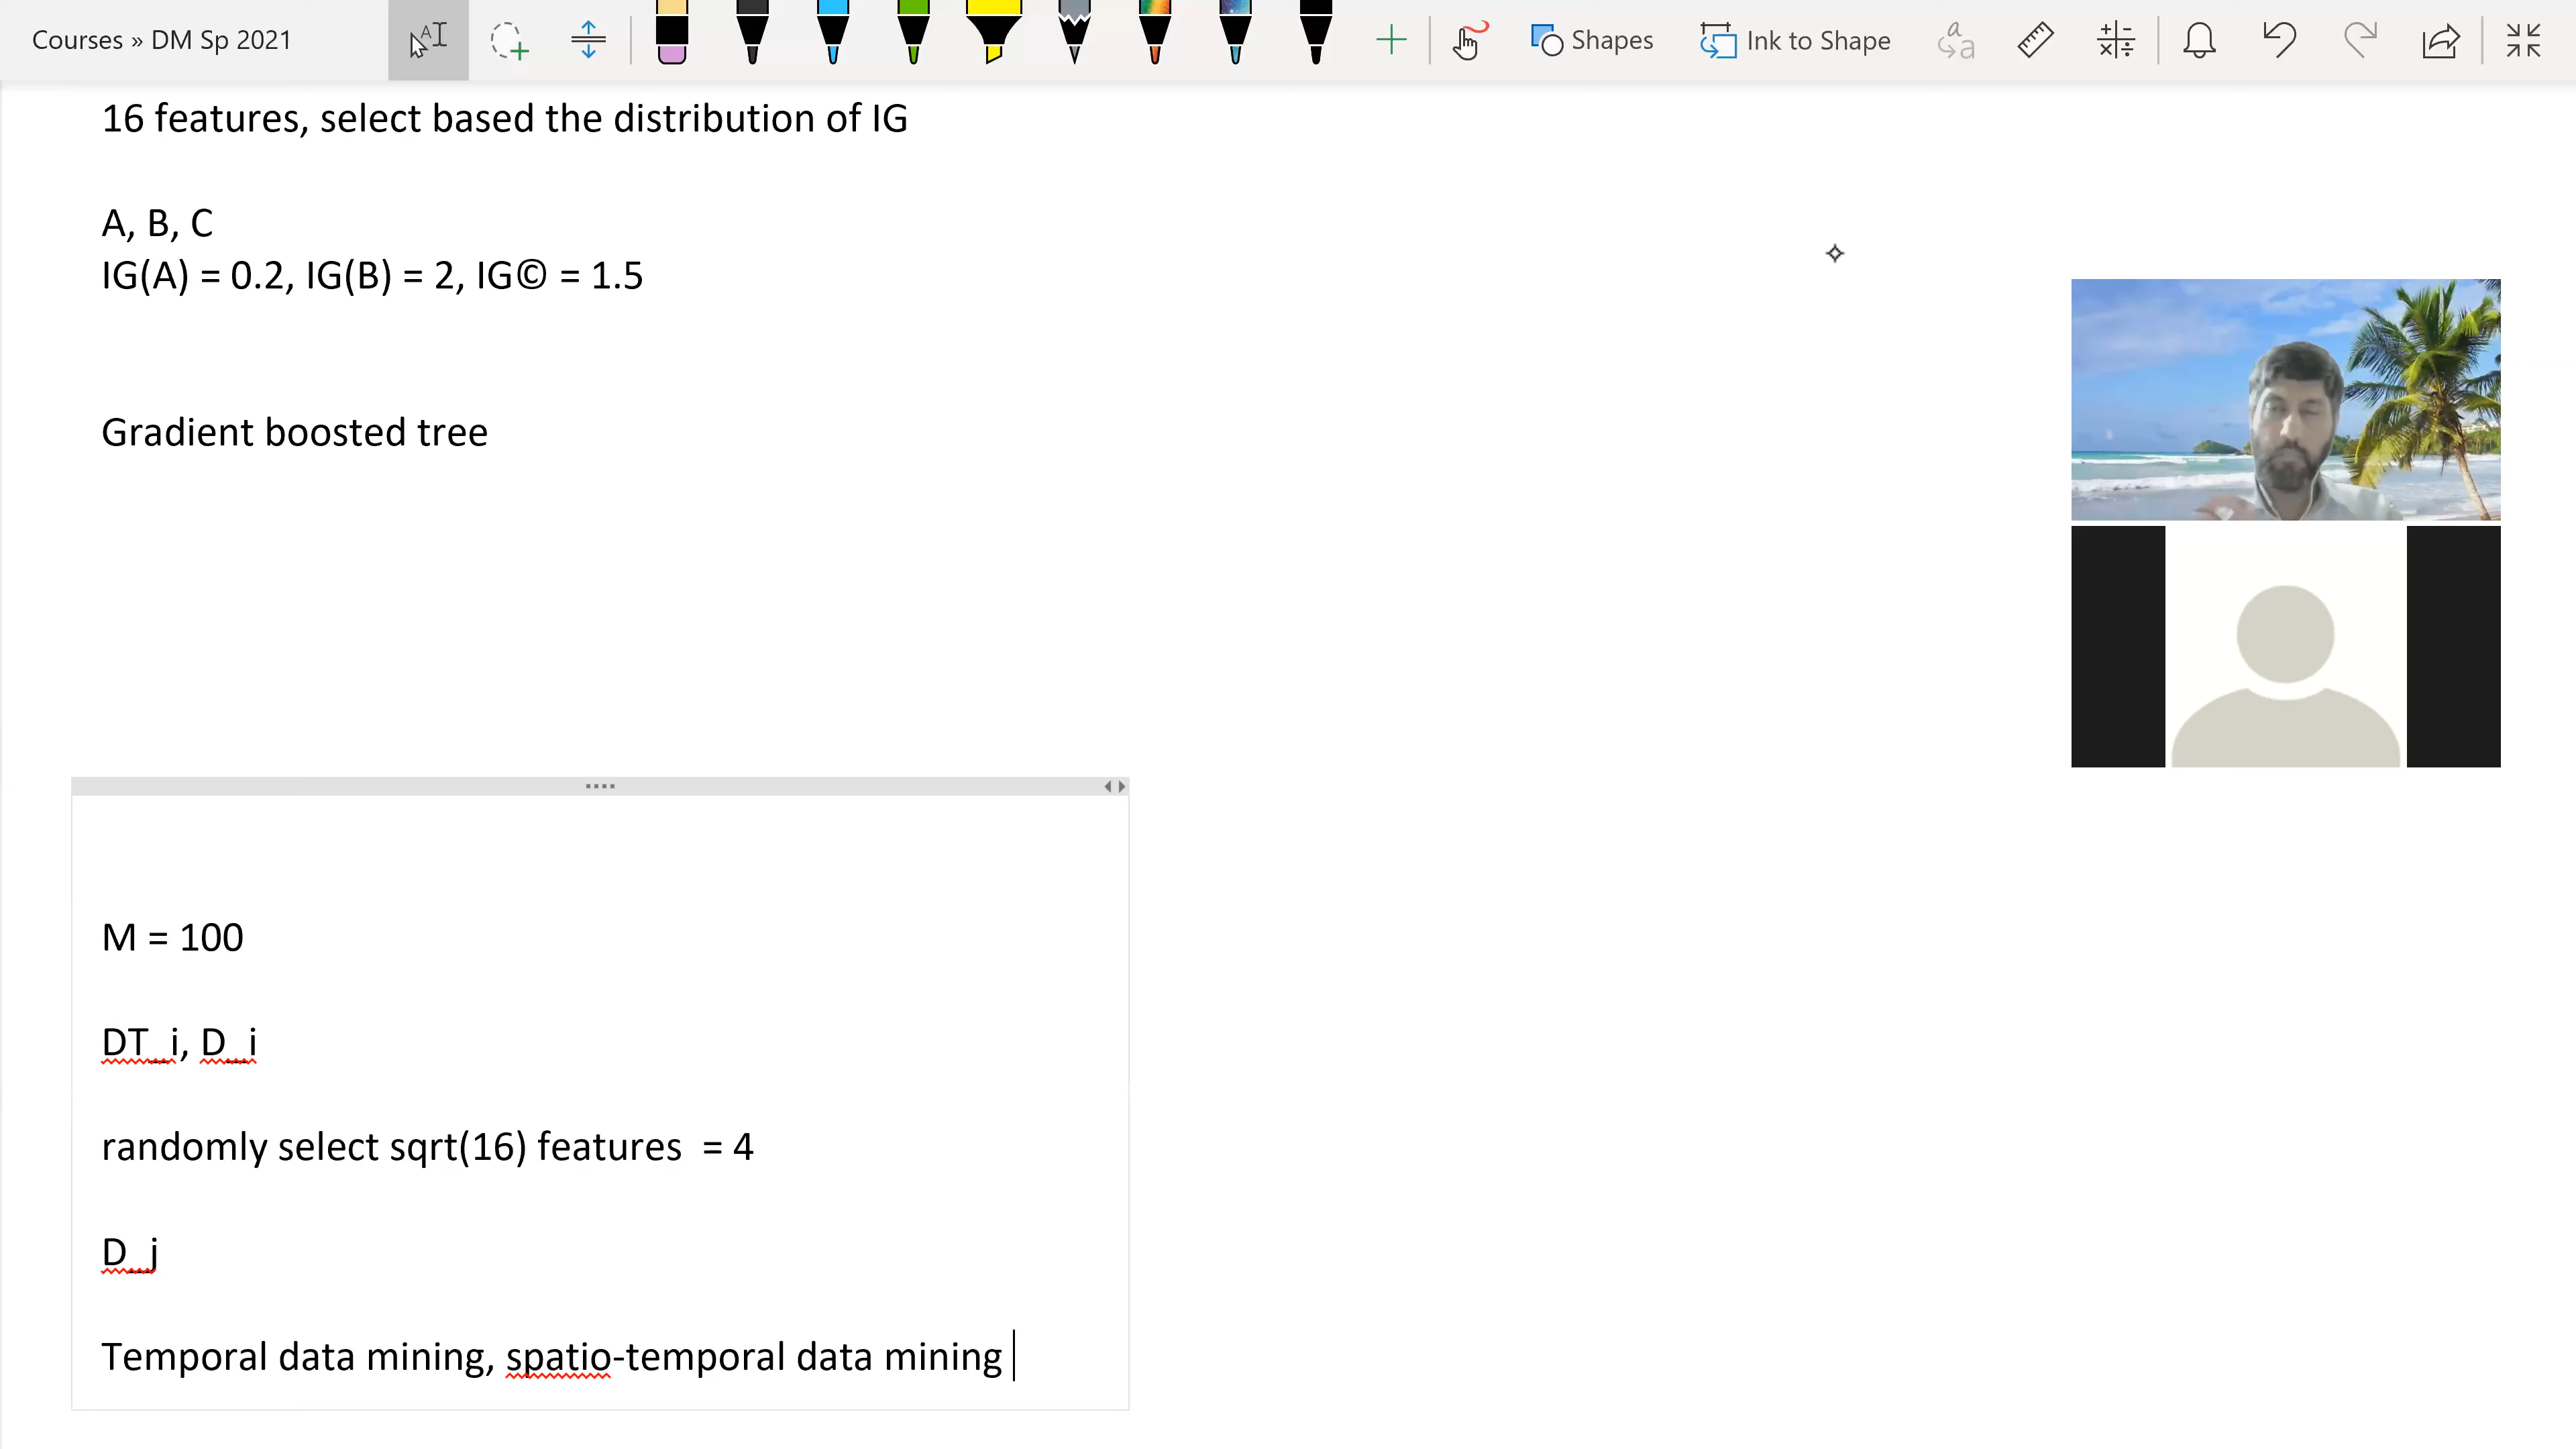 Courses » DM Sp 2021
Shapes
Ink to Shape
16 features, select based the distribution of IG
A, B, C
IG(A) = 0.2, IG(B) = 2, IG© = 1.5
Gradient boosted tree
M = 100
DT_i, D_i
randomly select sqrt(16) features  = 4
D_j
Temporal data mining, spatio-temporal data mining